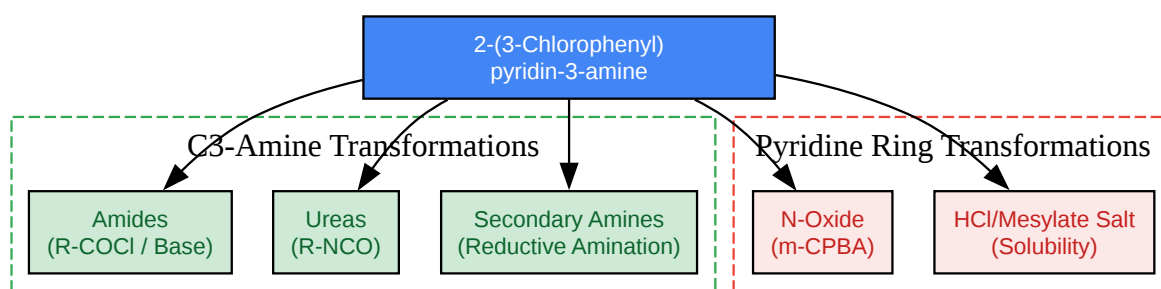 2-(3-Chlorophenyl)
pyridin-3-amine
C3-Amine Transformations
Pyridine Ring Transformations
Amides
(R-COCl / Base)
Ureas
(R-NCO)
Secondary Amines
(Reductive Amination)
N-Oxide
(m-CPBA)
HCl/Mesylate Salt
(Solubility)